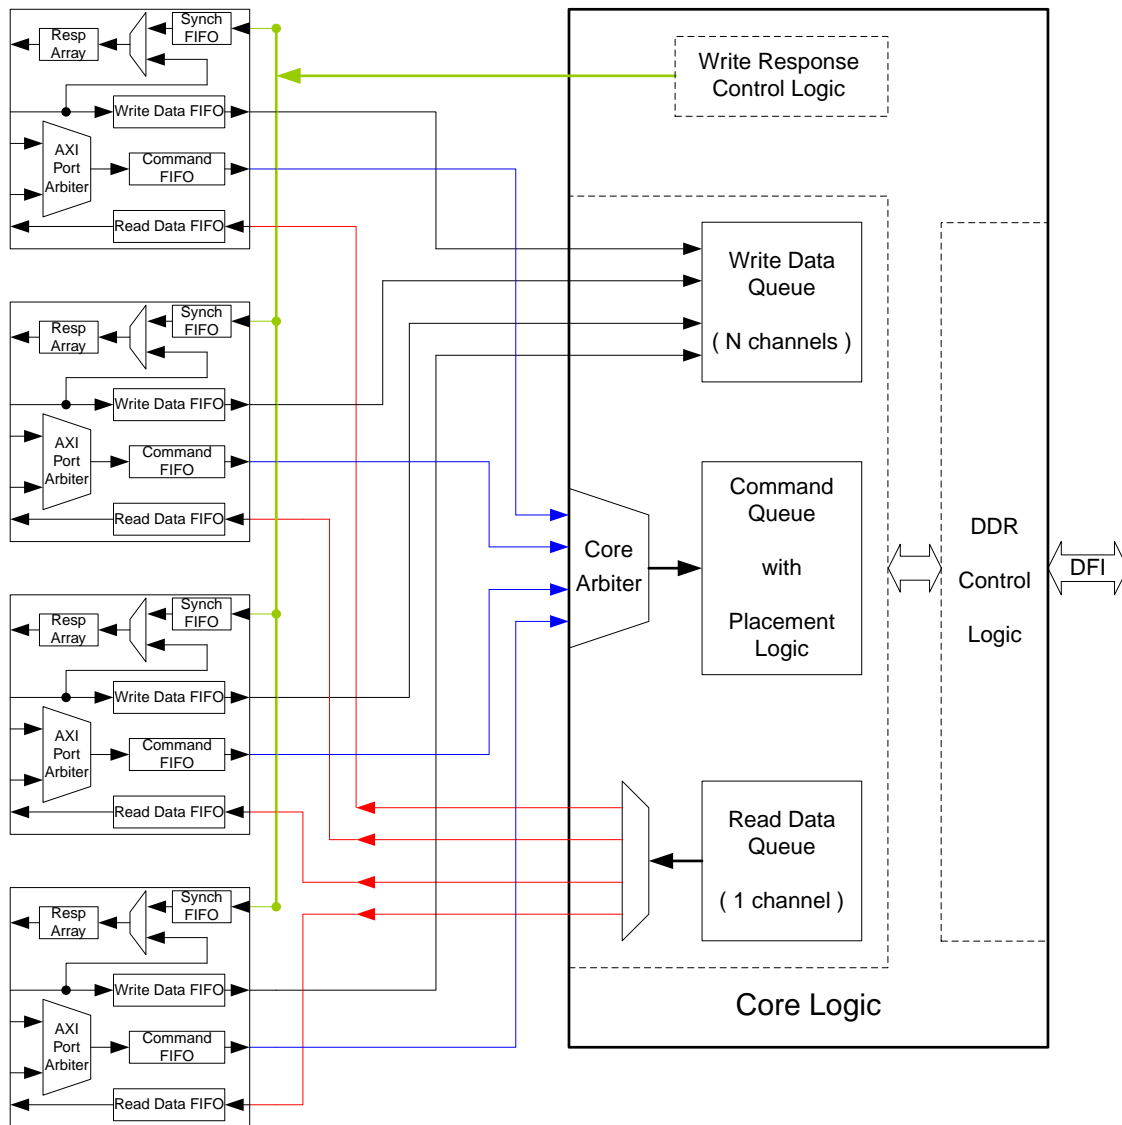 Resp
Array
Synch
FIFO
Write Data FIFO
AXI
Port
Arbiter
Command
FIFO
Read Data FIFO
Resp
Array
Synch
FIFO
Write Data FIFO
AXI
Port
Arbiter
Command
FIFO
Read Data FIFO
Resp
Array
Synch
FIFO
Write Data FIFO
AXI
Port
Arbiter
Command
FIFO
Read Data FIFO
Resp
Array
Synch
FIFO
Write Data FIFO
AXI
Port
Arbiter
Command
FIFO
Read Data FIFO
Write Response
Control Logic
Write Data
Queue
( N channels )
Core
Arbiter
Command
Queue
with
Placement
Logic
Read Data
Queue
( 1 channel )
DDR
Control
Logic
DFI
Core Logic